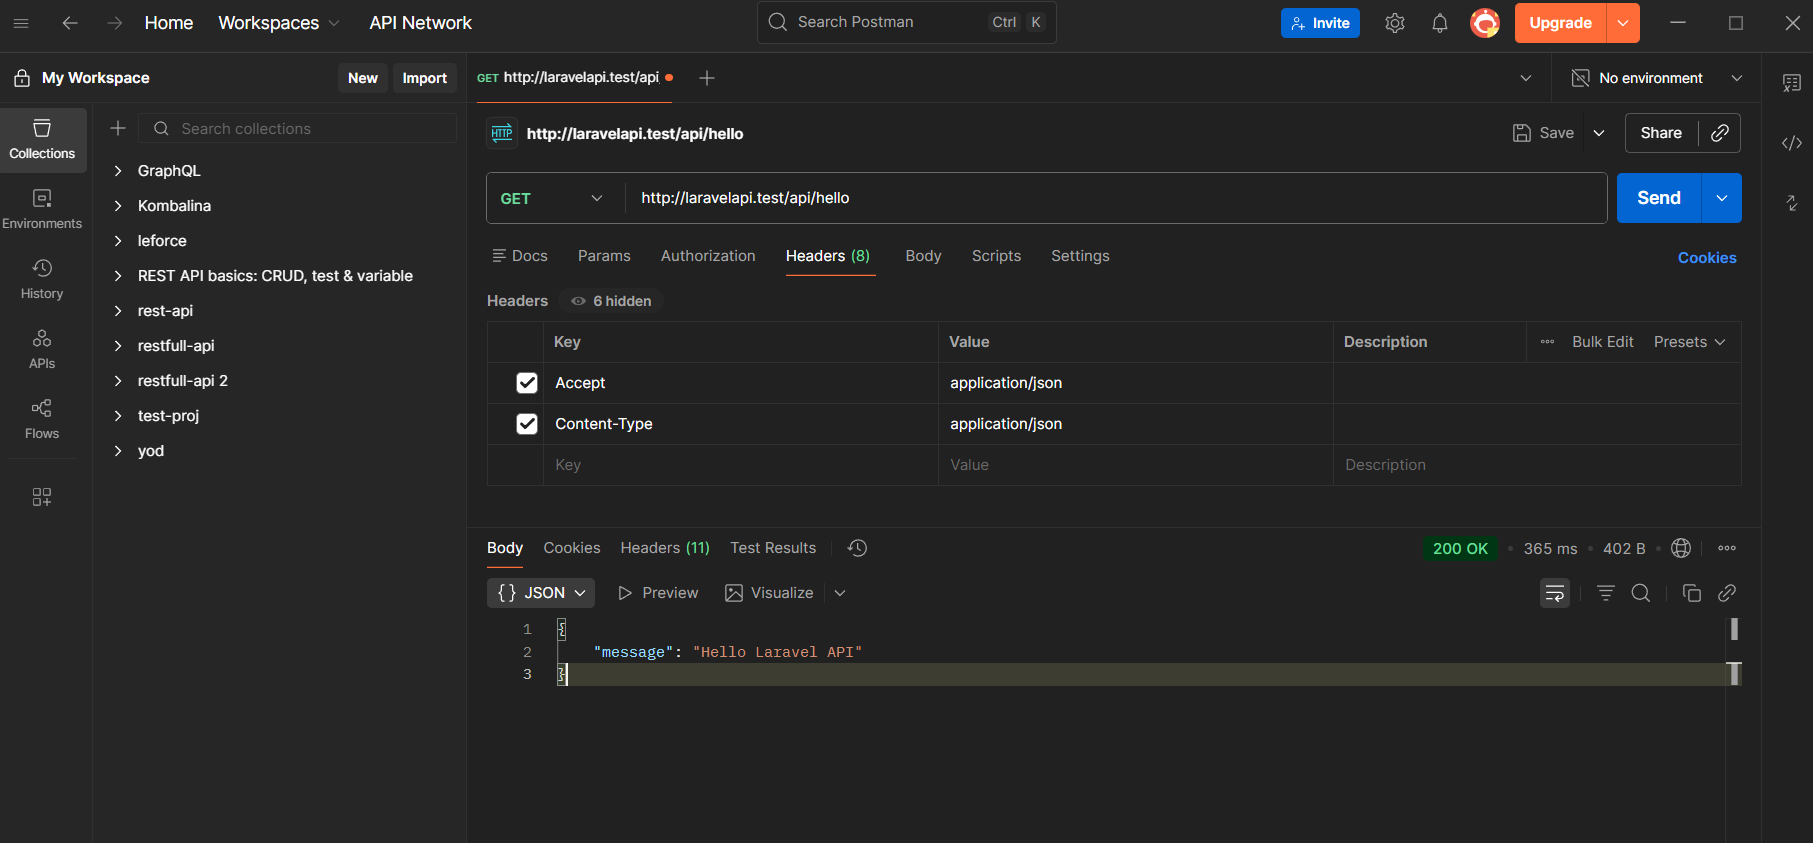 Home Workspaces API Network Search Postman Ctrl K Invite Upgrade
My Workspace New Import GET http://laravelapi.test/api No environment
Search collections
Collections
Environments
History
APIs
Flows
GraphQL
Kombalina
leforce
REST API basics: CRUD, test & variable
rest-api
restfull-api
restfull-api 2
test-proj
yod
HTTP http://laravelapi.test/api/hello Save Share
GET http://laravelapi.test/api/hello Send
Docs Params Authorization Headers (8) Body Scripts Settings Cookies
Headers 6 hidden
Key Value Description Bulk Edit Presets
Accept application/json
Content-Type application/json
Key Value Description
Body Cookies Headers (11) Test Results 200 OK • 365 ms • 402 B •
{} JSON Preview Visualize
1 {
2 "message": "Hello Laravel API"
3 }